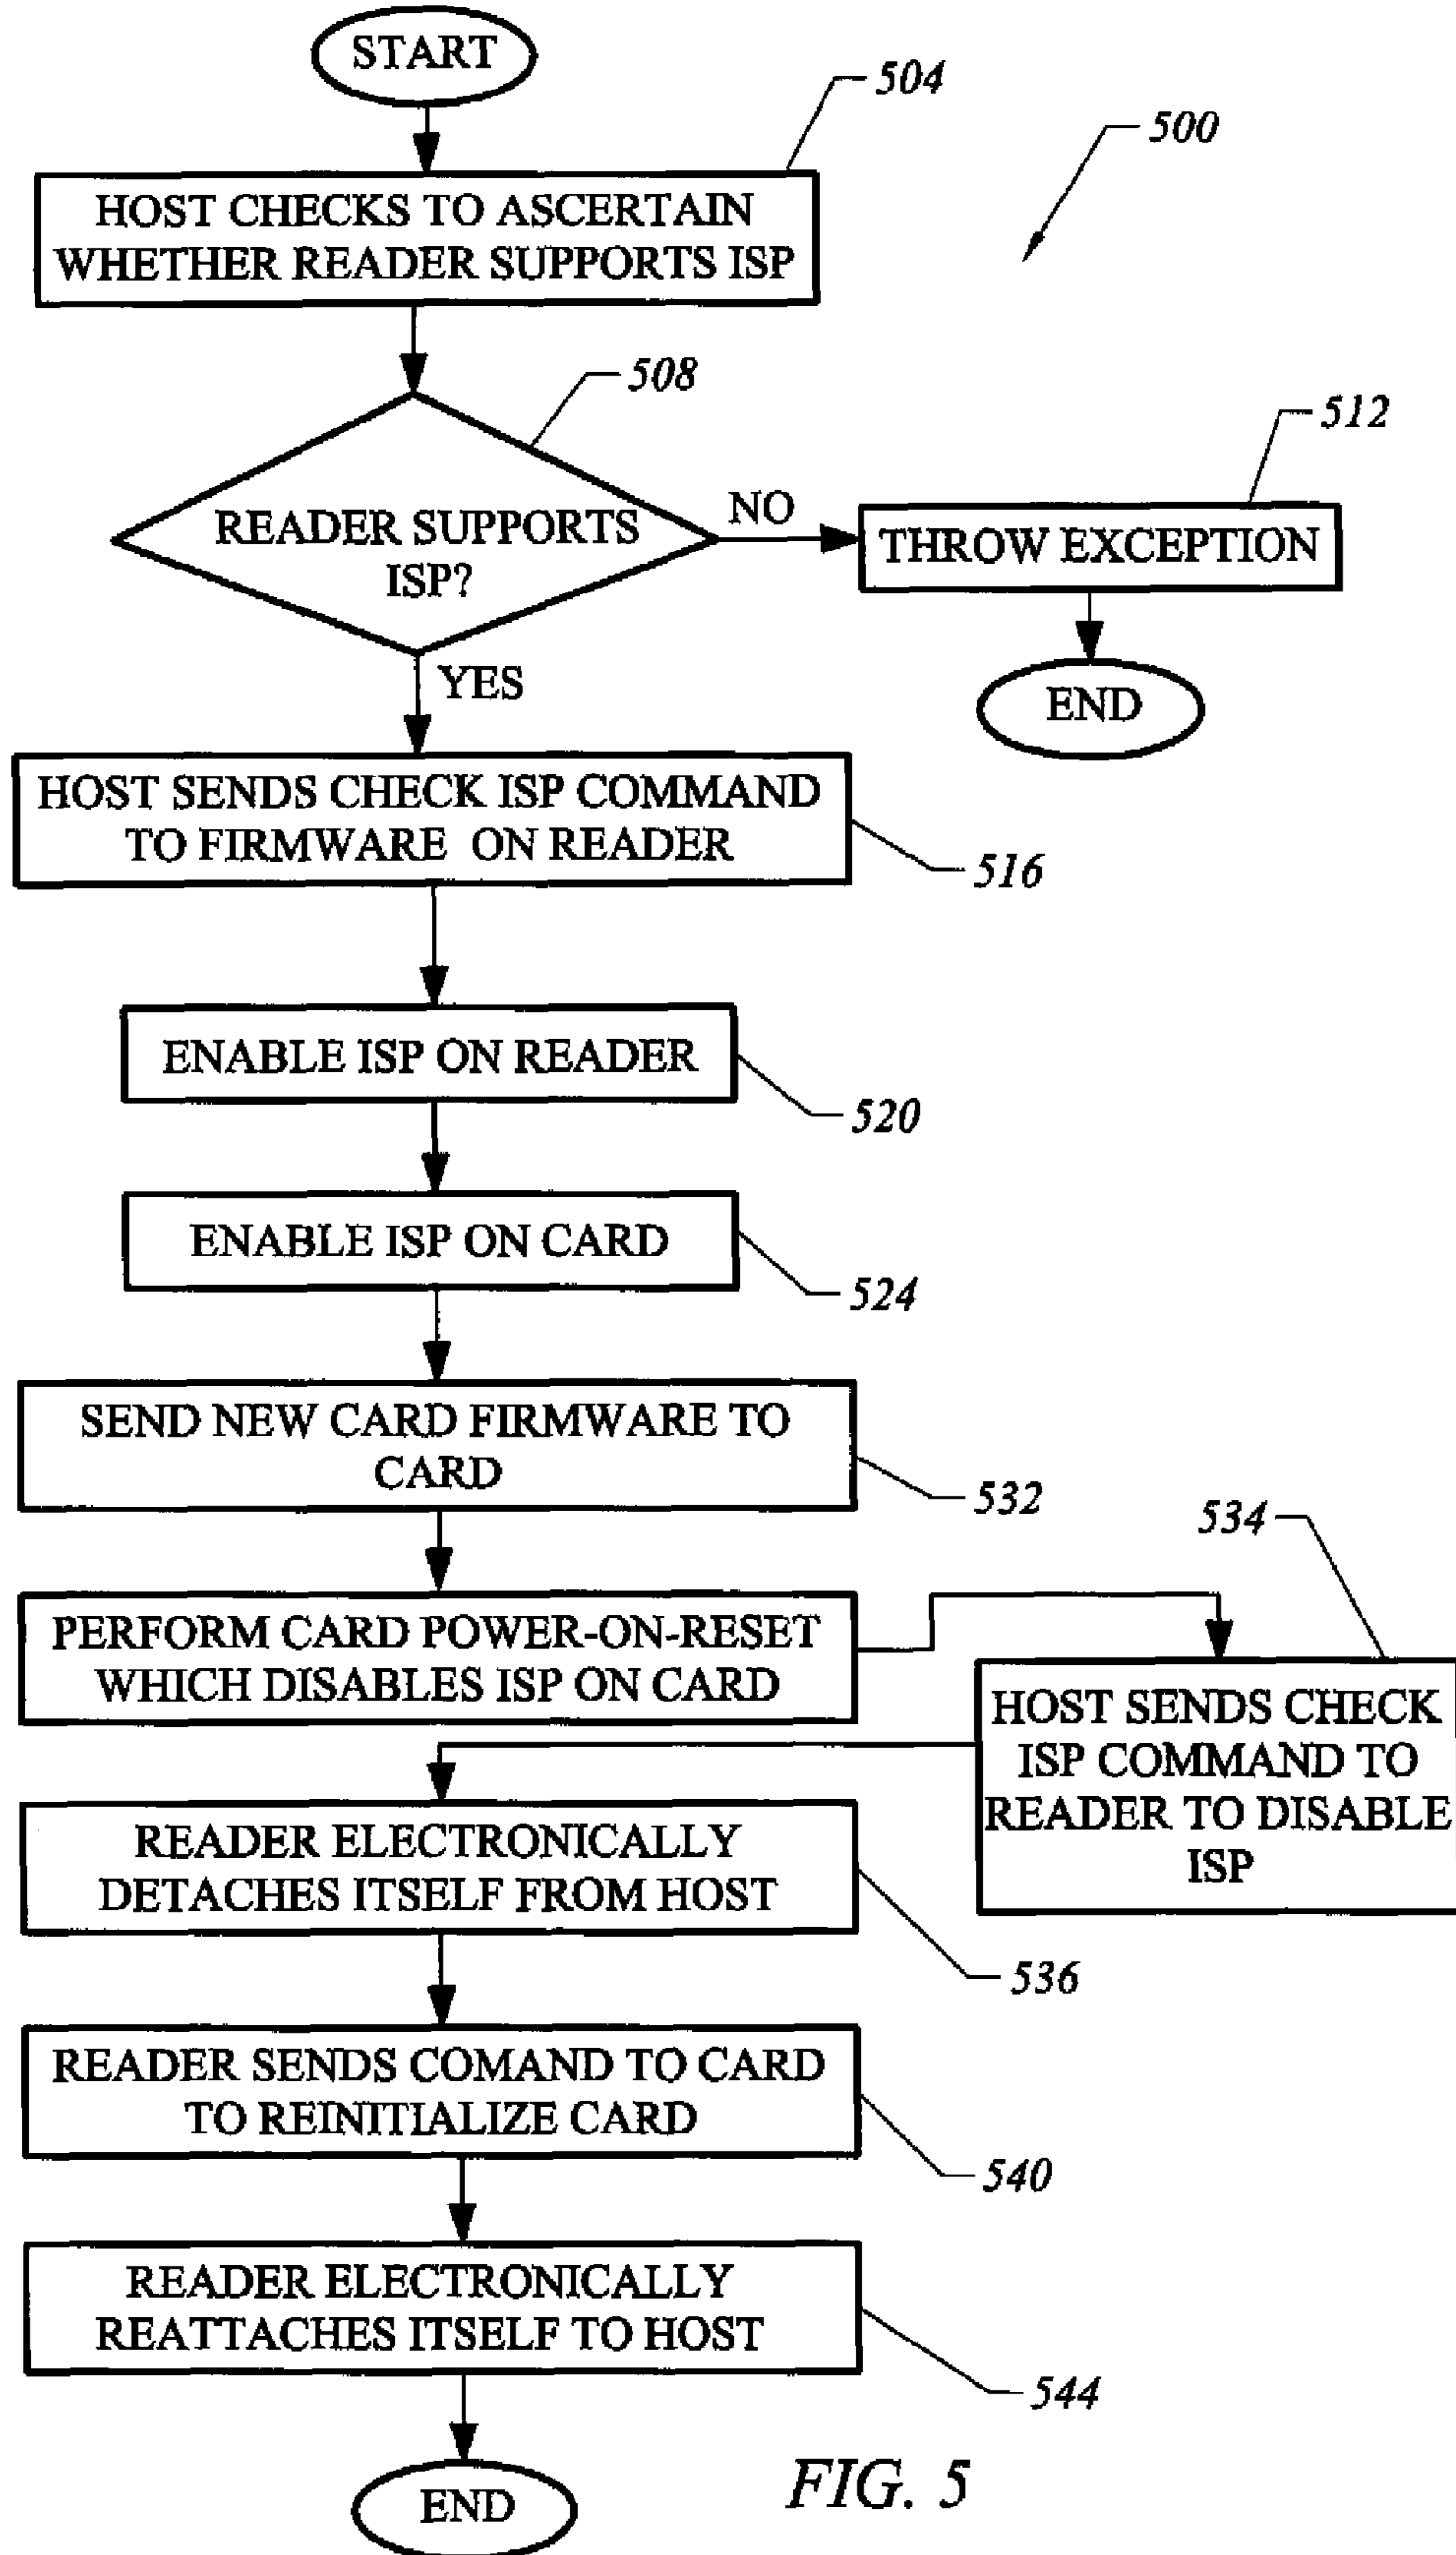 START
504
500
HOST CHECKS TO ASCERTAIN
WHETHER READER SUPPORTS ISP
508
512
READER SUPPORTS
ISP?
NO
THROW EXCEPTION
YES
END
HOST SENDS CHECK ISP COMMAND
TO FIRMWARE ON READER
516
ENABLE ISP ON READER
520
ENABLE ISP ON CARD
524
SEND NEW CARD FIRMWARE TO
CARD
532
534
PERFORM CARD POWER-ON-RESET
WHICH DISABLES ISP ON CARD
HOST SENDS CHECK
ISP COMMAND TO
READER TO DISABLE
ISP
READER ELECTRONICALLY
DETACHES ITSELF FROM HOST
536
READER SENDS COMAND TO CARD
TO REINITIALIZE CARD
540
READER ELECTRONICALLY
REATTACHES ITSELF TO HOST
544
END
FIG. 5